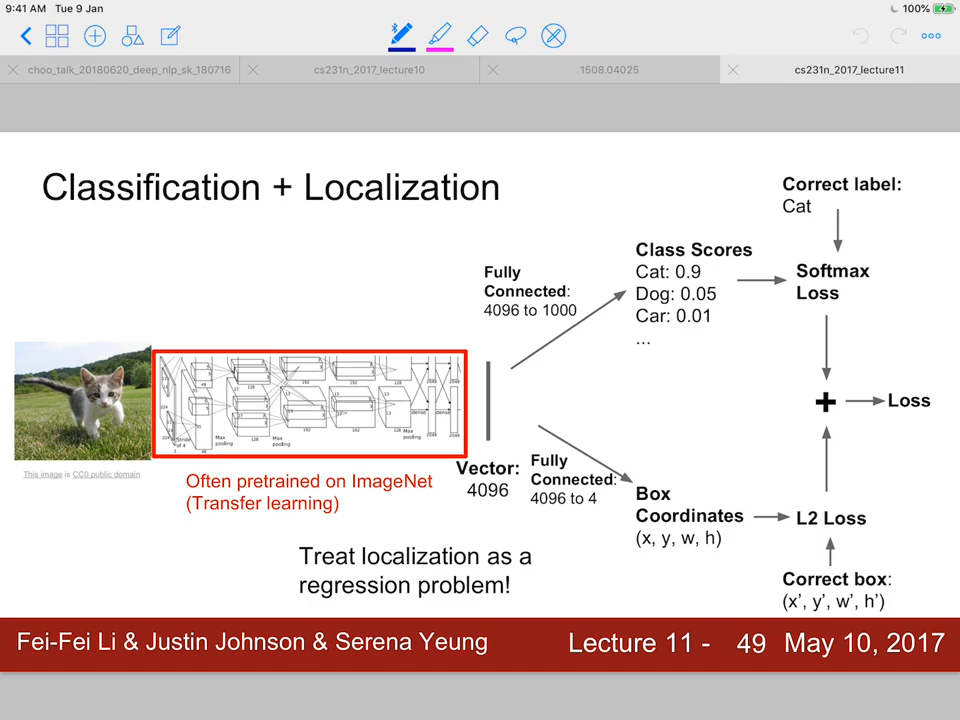 9:41 AM Tue 9 Jan
100%
choo_talk_20180620_deep_nlp_sk_180716
cs231n_2017_lecture10
1508.04025
cs231n_2017_lecture11
Classification + Localization
Correct label:
Cat
Class Scores
Cat: 0.9
Dog: 0.05
Car: 0.01
...
Softmax
Loss
Fully
Connected:
4096 to 1000
+
Loss
This image is CC0 public domain
Often pretrained on ImageNet
(Transfer learning)
Vector:
4096
Fully
Connected:
4096 to 4
Box
Coordinates
(x, y, w, h)
L2 Loss
Treat localization as a
regression problem!
Correct box:
(x’, y’, w’, h’)
Fei-Fei Li & Justin Johnson & Serena Yeung
Lecture 11 - 49 May 10, 2017